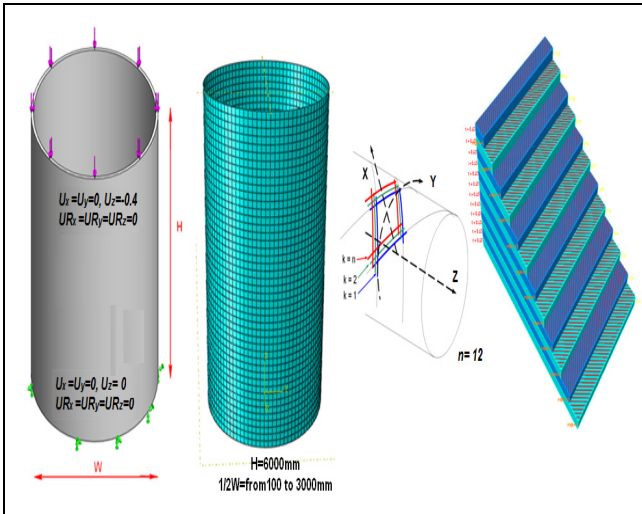 Ux =Uy=0, Uz=-0.4
URx =URy=URz=0
H
Ux =Uy=0, Uz= 0
URx =URy=URz=0
W
H=6000mm
1/2W=from100 to 3000mm
X
Y
Z
k = n
k = 2
k = 1
n= 12